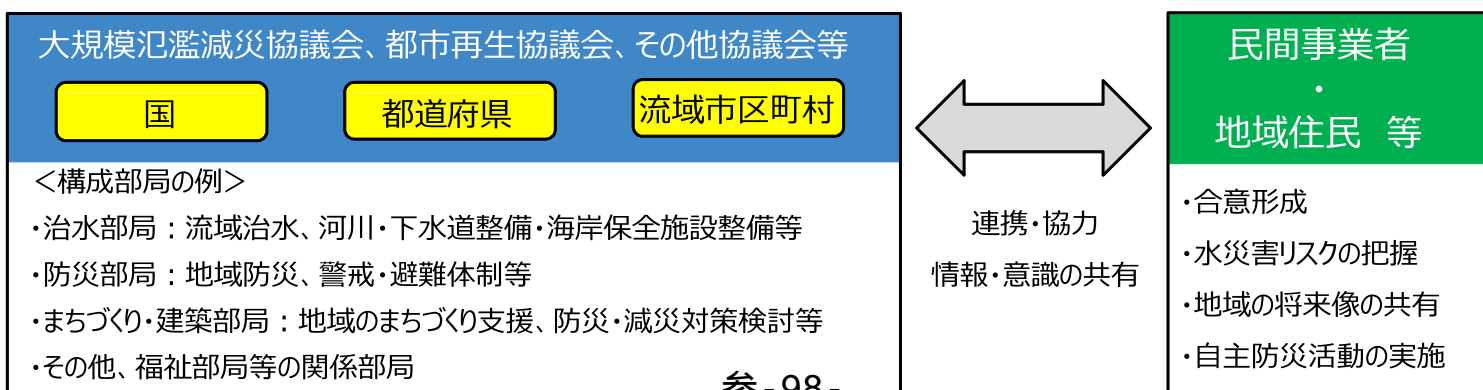 大規模氾濫減災協議会、都市再生協議会、その他協議会等
国
都道府県
流域市区町村
＜構成部局の例＞
・治水部局：流域治水、河川・下水道整備・海岸保全施設整備等
・防災部局：地域防災、警戒・避難体制等
・まちづくり・建築部局：地域のまちづくり支援、防災・減災対策検討等
・その他、福祉部局等の関係部局
参-98-
連携・協力
情報・意識の共有
民間事業者
・
地域住民　等
・合意形成
・水災害リスクの把握
・地域の将来像の共有
・自主防災活動の実施